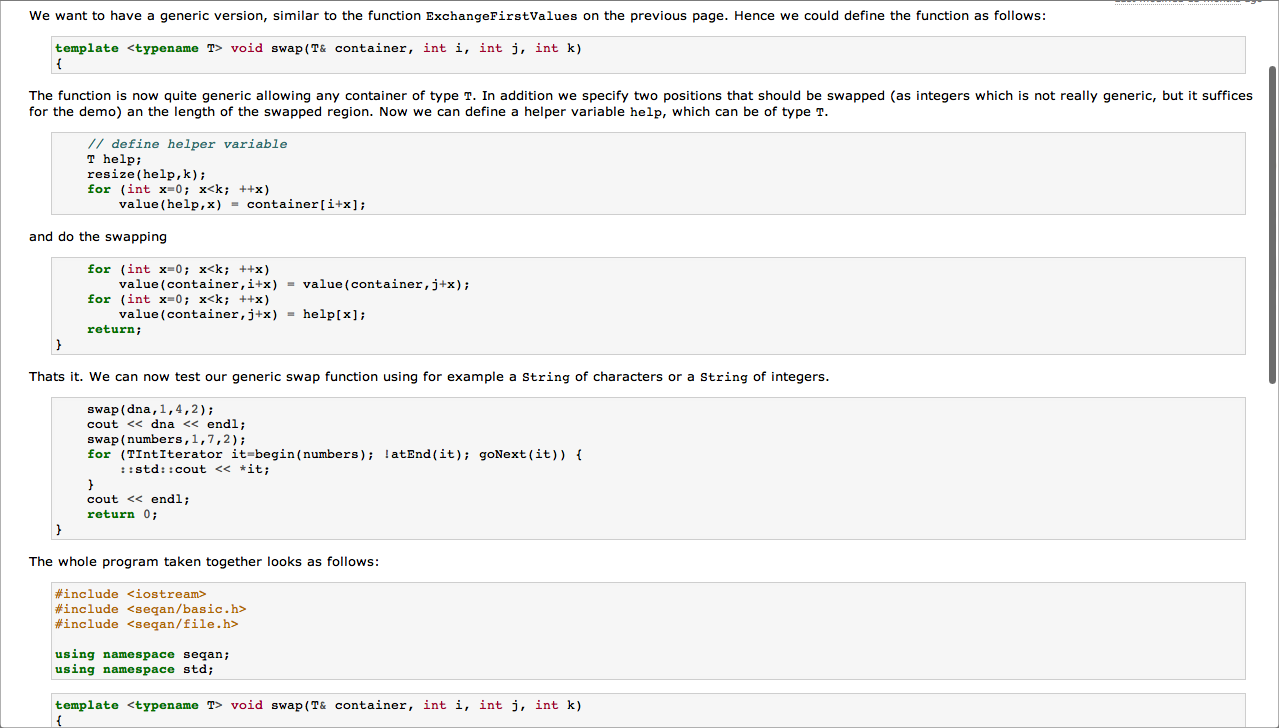 We want to have a generic version, similar to the function ExchangeFirstValues on the previous page. Hence we could define the function as follows:
template <typename T> void swap(T& container, int i, int j, int k)
{
The function is now quite generic allowing any container of type T. In addition we specify two positions that should be swapped (as integers which is not really generic, but it suffices
for the demo) an the length of the swapped region. Now we can define a helper variable help, which can be of type T.
// define helper variable
T help;
resize(help,k);
for (int x=0; x<k; ++x)
value(help,x) = container[i+x];
and do the swapping
for (int x=0; x<k; ++x)
value(container,i+x) = value(container,j+x);
for (int x=0; x<k; ++x)
value(container,j+x) = help[x];
return;
}
Thats it. We can now test our generic swap function using for example a String of characters or a String of integers.
swap(dna,1,4,2);
cout << dna << endl;
swap(numbers,1,7,2);
for (TIntIterator it=begin(numbers); !atEnd(it); goNext(it)) {
::std::cout << *it;
}
cout << endl;
return 0;
}
The whole program taken together looks as follows:
#include <iostream>
#include <seqan/basic.h>
#include <seqan/file.h>
using namespace seqan;
using namespace std;
template <typename T> void swap(T& container, int i, int j, int k)
{